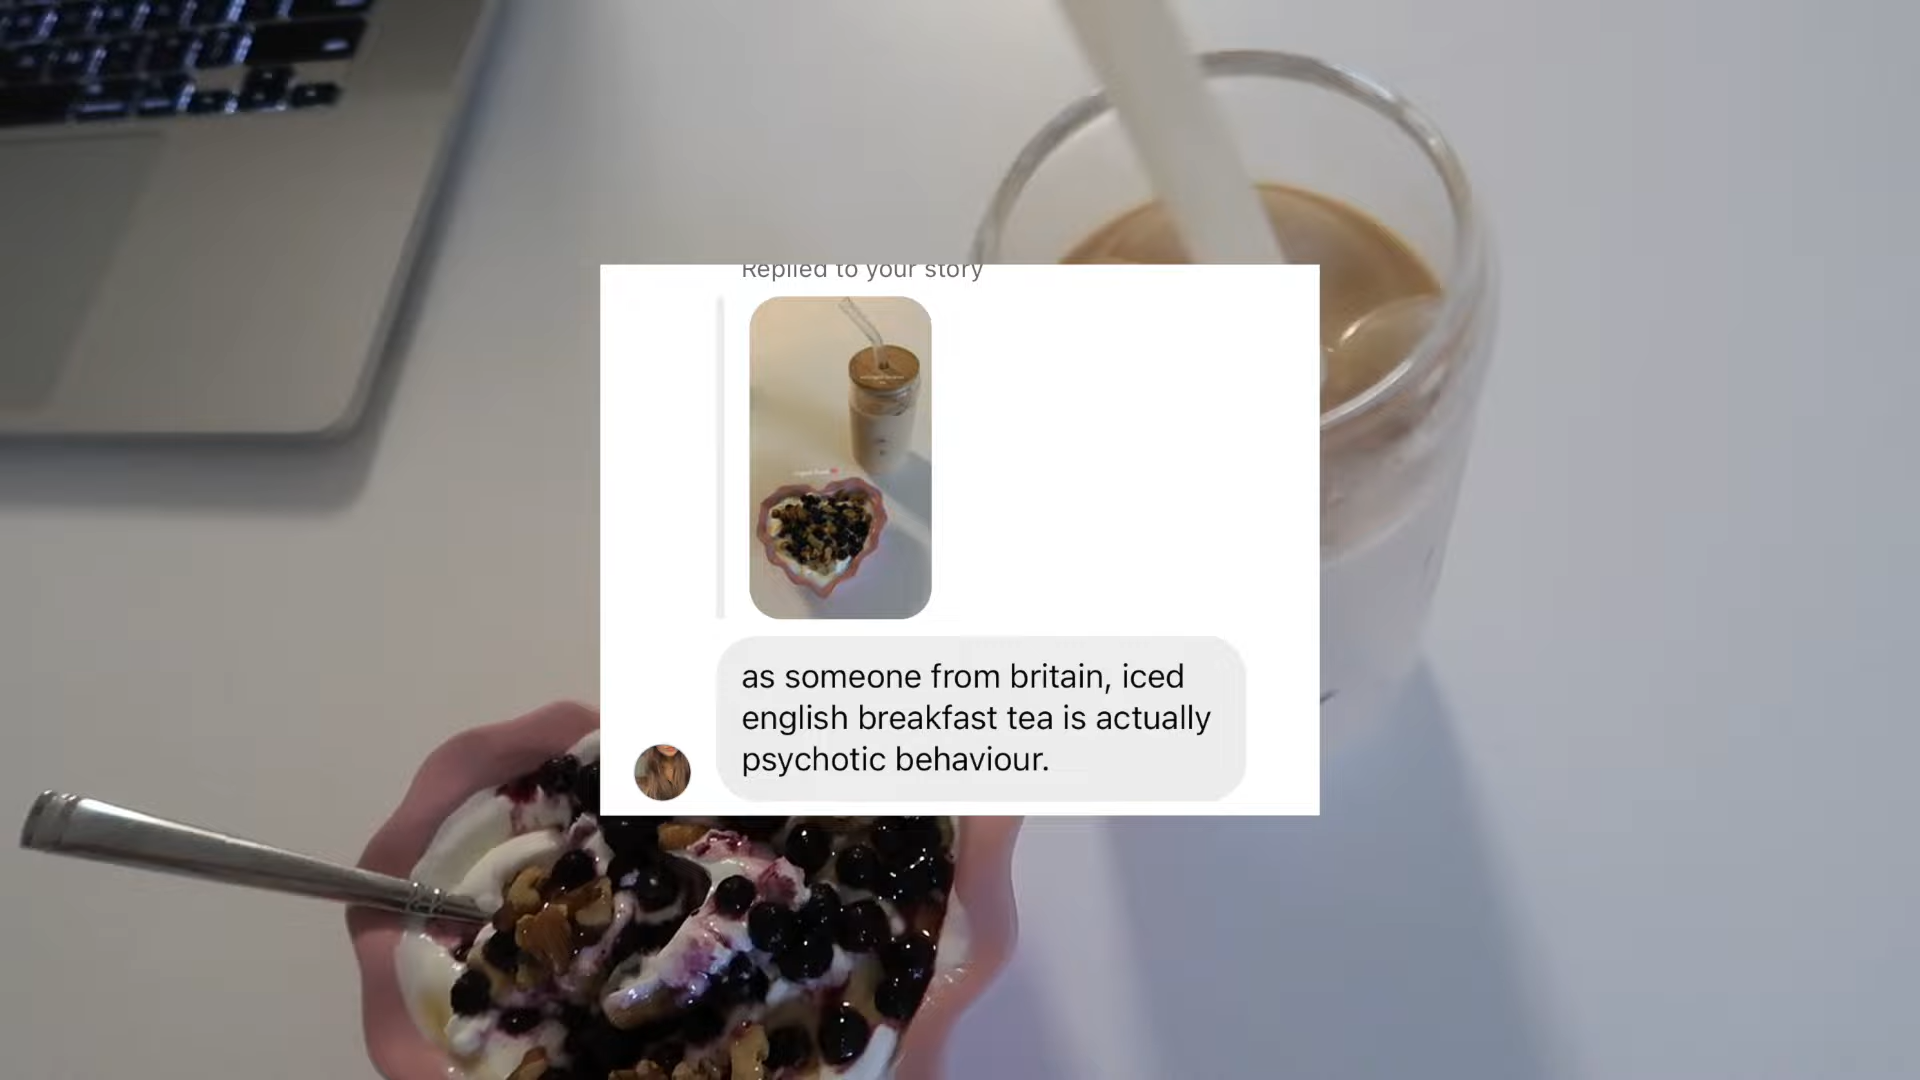 Replied to your story
as someone from britain, iced
english breakfast tea is actually
psychotic behaviour.